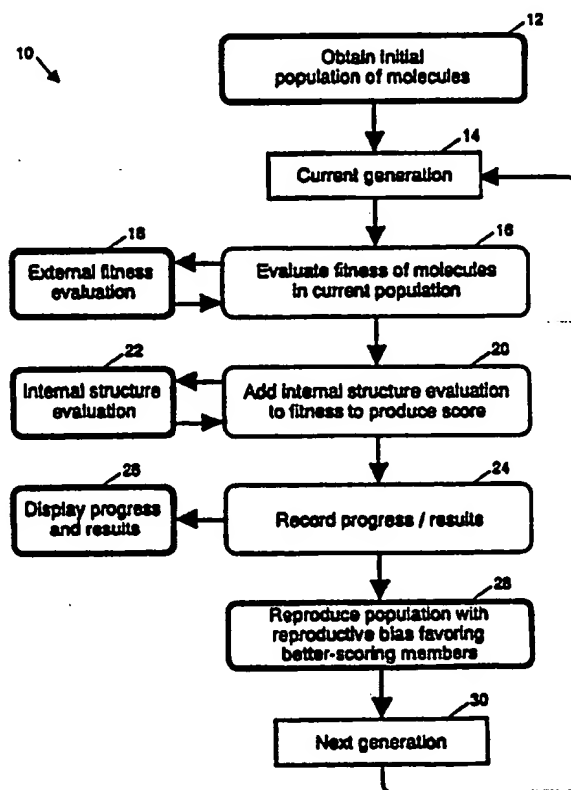 12
10
Obtain initial
population of molecules
14
Current generation
18
16
External fitness
evaluation
Evaluate fitness of molecules
in current population
22
20
Internal structure
evaluation
Add internal structure evaluation
to fitness to produce score
26
24
Display progress
and results
Record progress / results
28
Reproduce population with
reproductive bias favoring
better-scoring members
30
Next generation